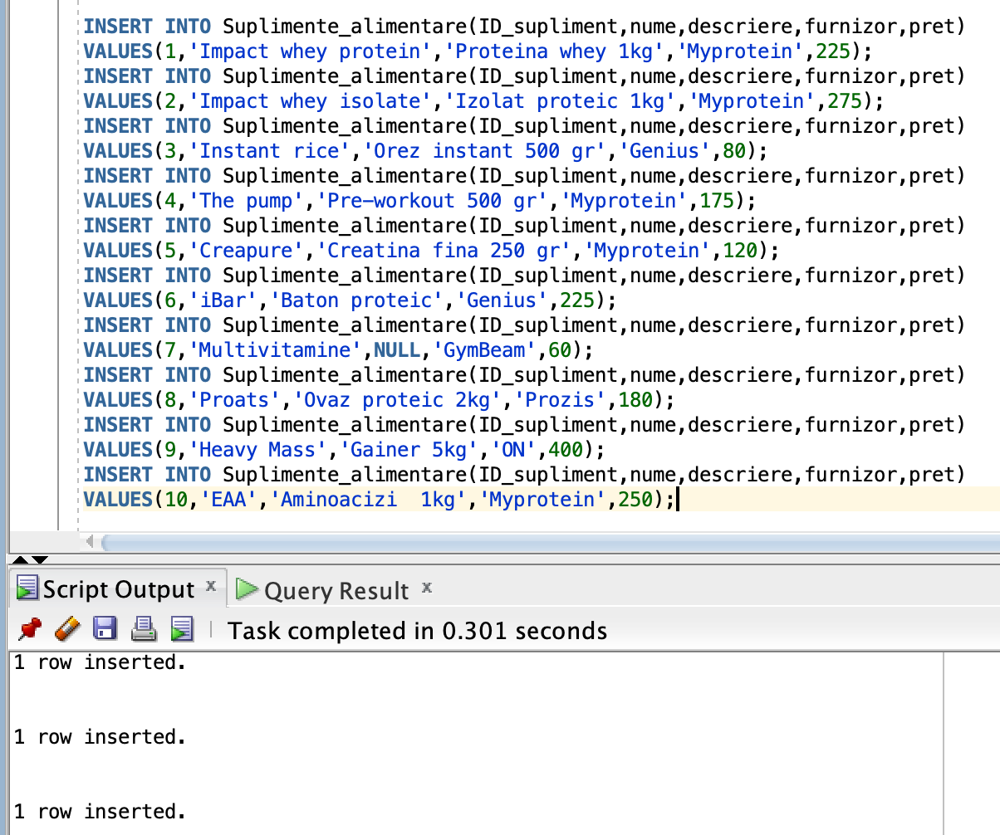 INSERT INTO Suplimente_alimentare(ID_supliment,nume,descriere,furnizor,pret)
VALUES(1,'Impact whey protein','Proteina whey 1kg','Myprotein',225);
INSERT INTO Suplimente_alimentare(ID_supliment,nume,descriere,furnizor,pret)
VALUES(2,'Impact whey isolate','Izolat proteic 1kg','Myprotein',275);
INSERT INTO Suplimente_alimentare(ID_supliment,nume,descriere,furnizor,pret)
VALUES(3,'Instant rice','Orez instant 500 gr','Genius',80);
INSERT INTO Suplimente_alimentare(ID_supliment,nume,descriere,furnizor,pret)
VALUES(4,'The pump','Pre-workout 500 gr','Myprotein',175);
INSERT INTO Suplimente_alimentare(ID_supliment,nume,descriere,furnizor,pret)
VALUES(5,'Creapure','Creatina fina 250 gr','Myprotein',120);
INSERT INTO Suplimente_alimentare(ID_supliment,nume,descriere,furnizor,pret)
VALUES(6,'iBar','Baton proteic','Genius',225);
INSERT INTO Suplimente_alimentare(ID_supliment,nume,descriere,furnizor,pret)
VALUES(7,'Multivitamine',NULL,'GymBeam',60);
INSERT INTO Suplimente_alimentare(ID_supliment,nume,descriere,furnizor,pret)
VALUES(8,'Proats','Ovaz proteic 2kg','Prozis',180);
INSERT INTO Suplimente_alimentare(ID_supliment,nume,descriere,furnizor,pret)
VALUES(9,'Heavy Mass','Gainer 5kg','ON',400);
INSERT INTO Suplimente_alimentare(ID_supliment,nume,descriere,furnizor,pret)
VALUES(10,'EAA','Aminoacizi  1kg','Myprotein',250);
Script Output x Query Result x
Task completed in 0.301 seconds
1 row inserted.
1 row inserted.
1 row inserted.